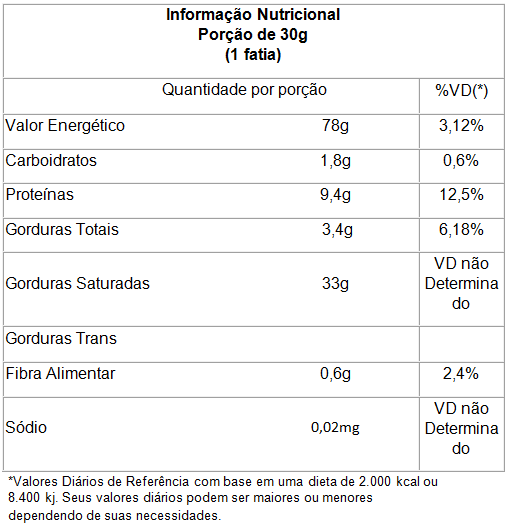 Informação Nutricional
Porção de 30g
(1 fatia)
Quantidade por porção %VD(*)
Valor Energético 78g 3,12%
Carboidratos 1,8g 0,6%
Proteínas 9,4g 12,5%
Gorduras Totais 3,4g 6,18%
Gorduras Saturadas 33g VD não
Determina
do
Gorduras Trans
Fibra Alimentar 0,6g 2,4%
Sódio 0,02mg VD não
Determina
do
*Valores Diários de Referência com base em uma dieta de 2.000 kcal ou
8.400 kj. Seus valores diários podem ser maiores ou menores
dependendo de suas necessidades.